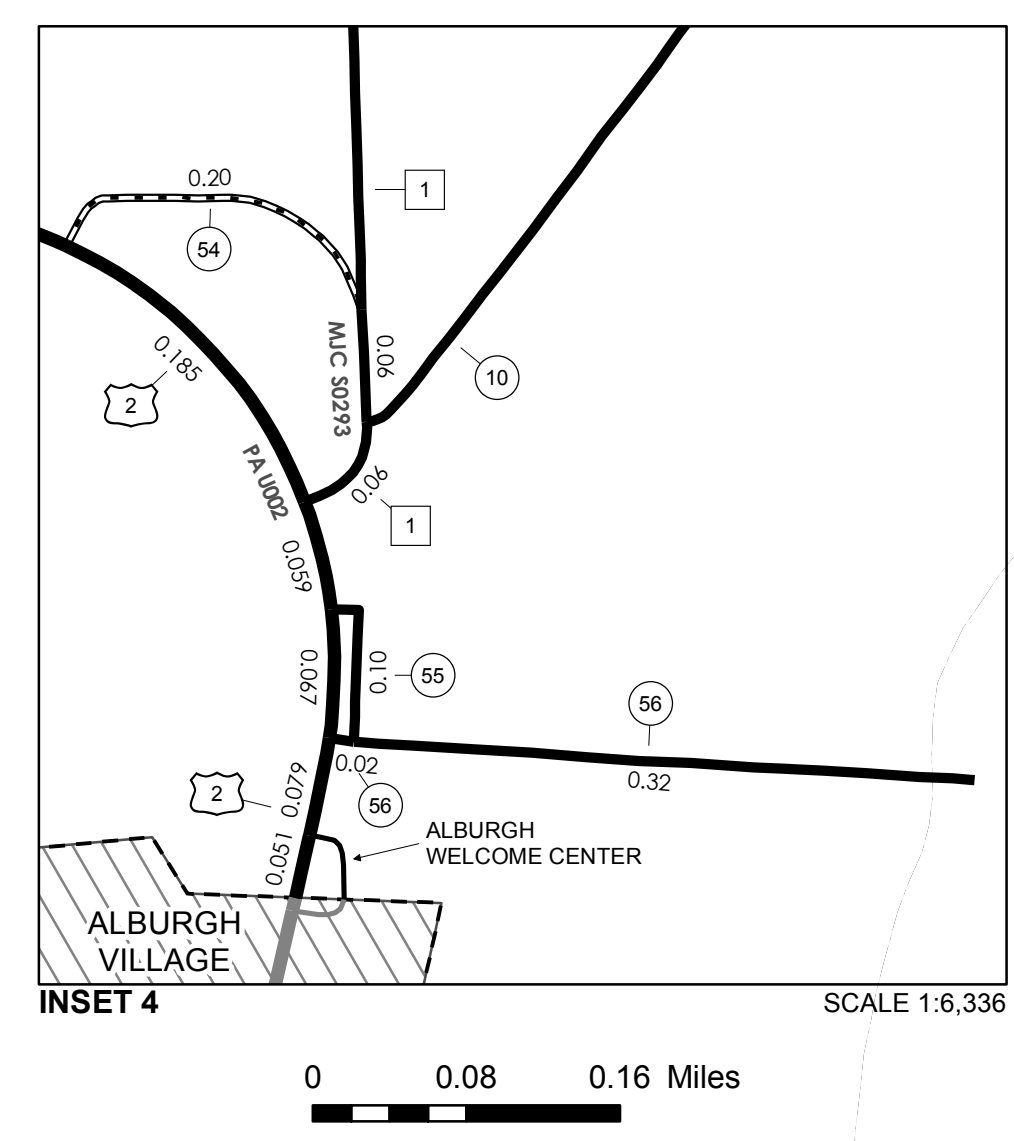 0.20
1
54
MJC S0293
0.06
10
0.185
2
PA U002
0.06
1
0.059
0.067
0.10
55
56
0.02
0.32
56
2
0.079
0.051
ALBURGH
WELCOME CENTER
ALBURGH
VILLAGE
INSET 4
SCALE 1:6,336
0 0.08 0.16 Miles